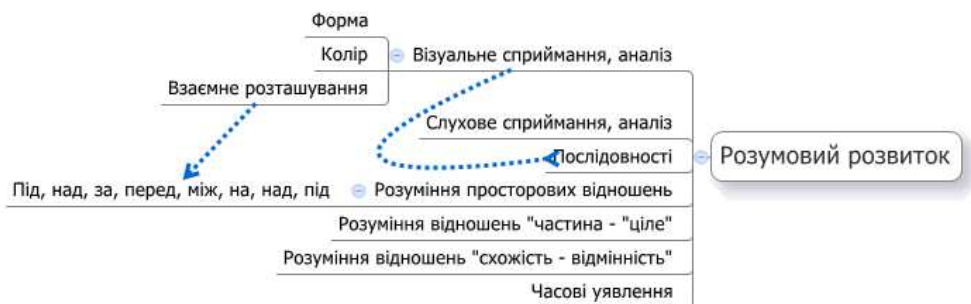 Форма
Колір
Візуальне сприймання, аналіз
Взаємне розташування
Слухове сприймання, аналіз
Послідовності
Розумовий розвиток
Під, над, за, перед, між, на, над, під
Розуміння просторових відношень
Розуміння відношень "частина - "ціле"
Розуміння відношень "схожість - відмінність"
Часові уявлення